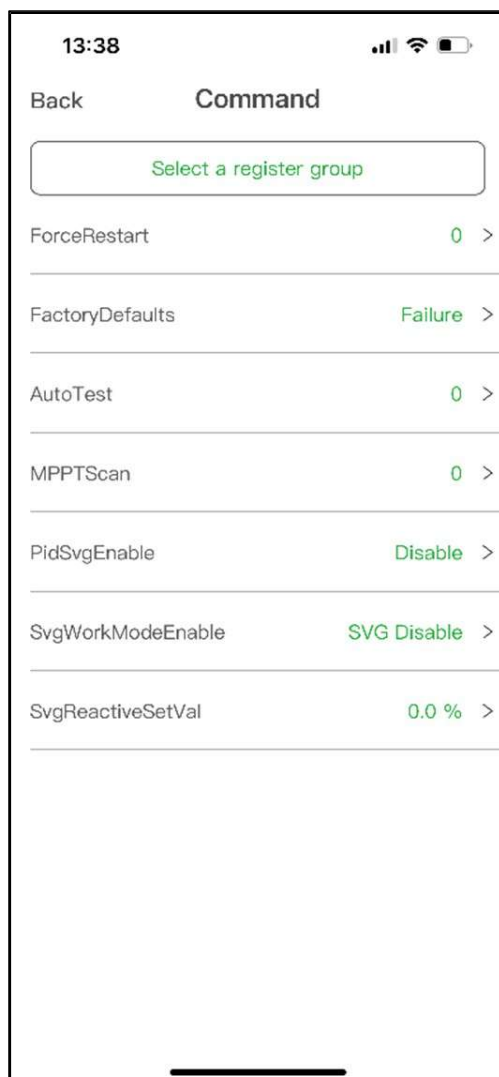 13:38
Back Command
Select a register group
ForceRestart 0 >
FactoryDefaults Failure >
AutoTest 0 >
MPPTScan 0 >
PidSvgEnable Disable >
SvgWorkModeEnable SVG Disable >
SvgReactiveSetVal 0.0 % >